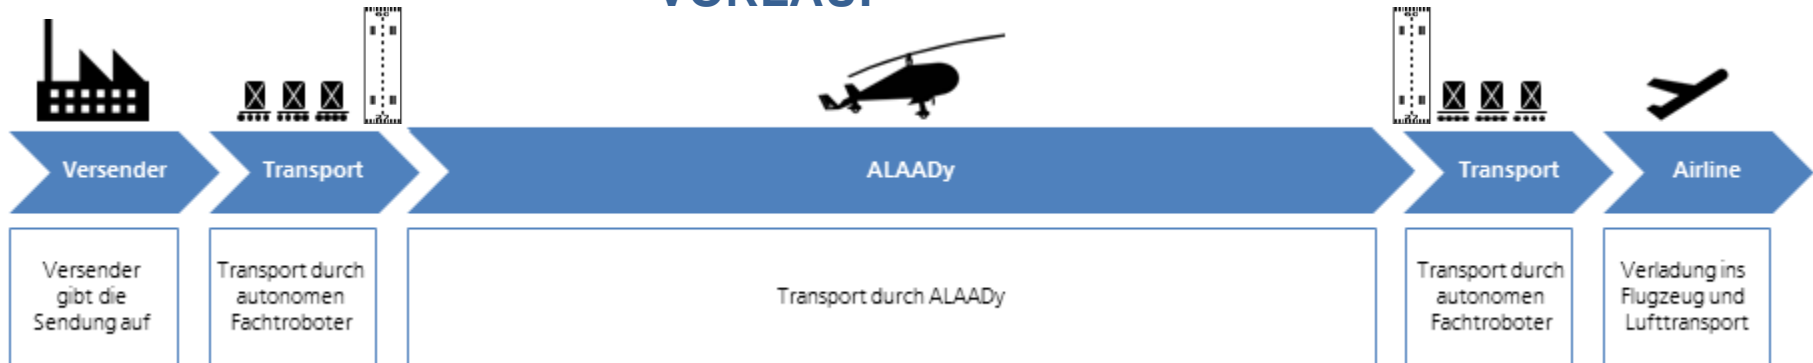 VORLAUF
Versender
Transport
ALAADy
Transport
Airline
Versender
gibt die
Sendung auf
Transport durch
autonomen
Fachtroboter
Transport durch ALAADy
Transport durch
autonomen
Fachtroboter
Verladung ins
Flugzeug und
Lufttransport